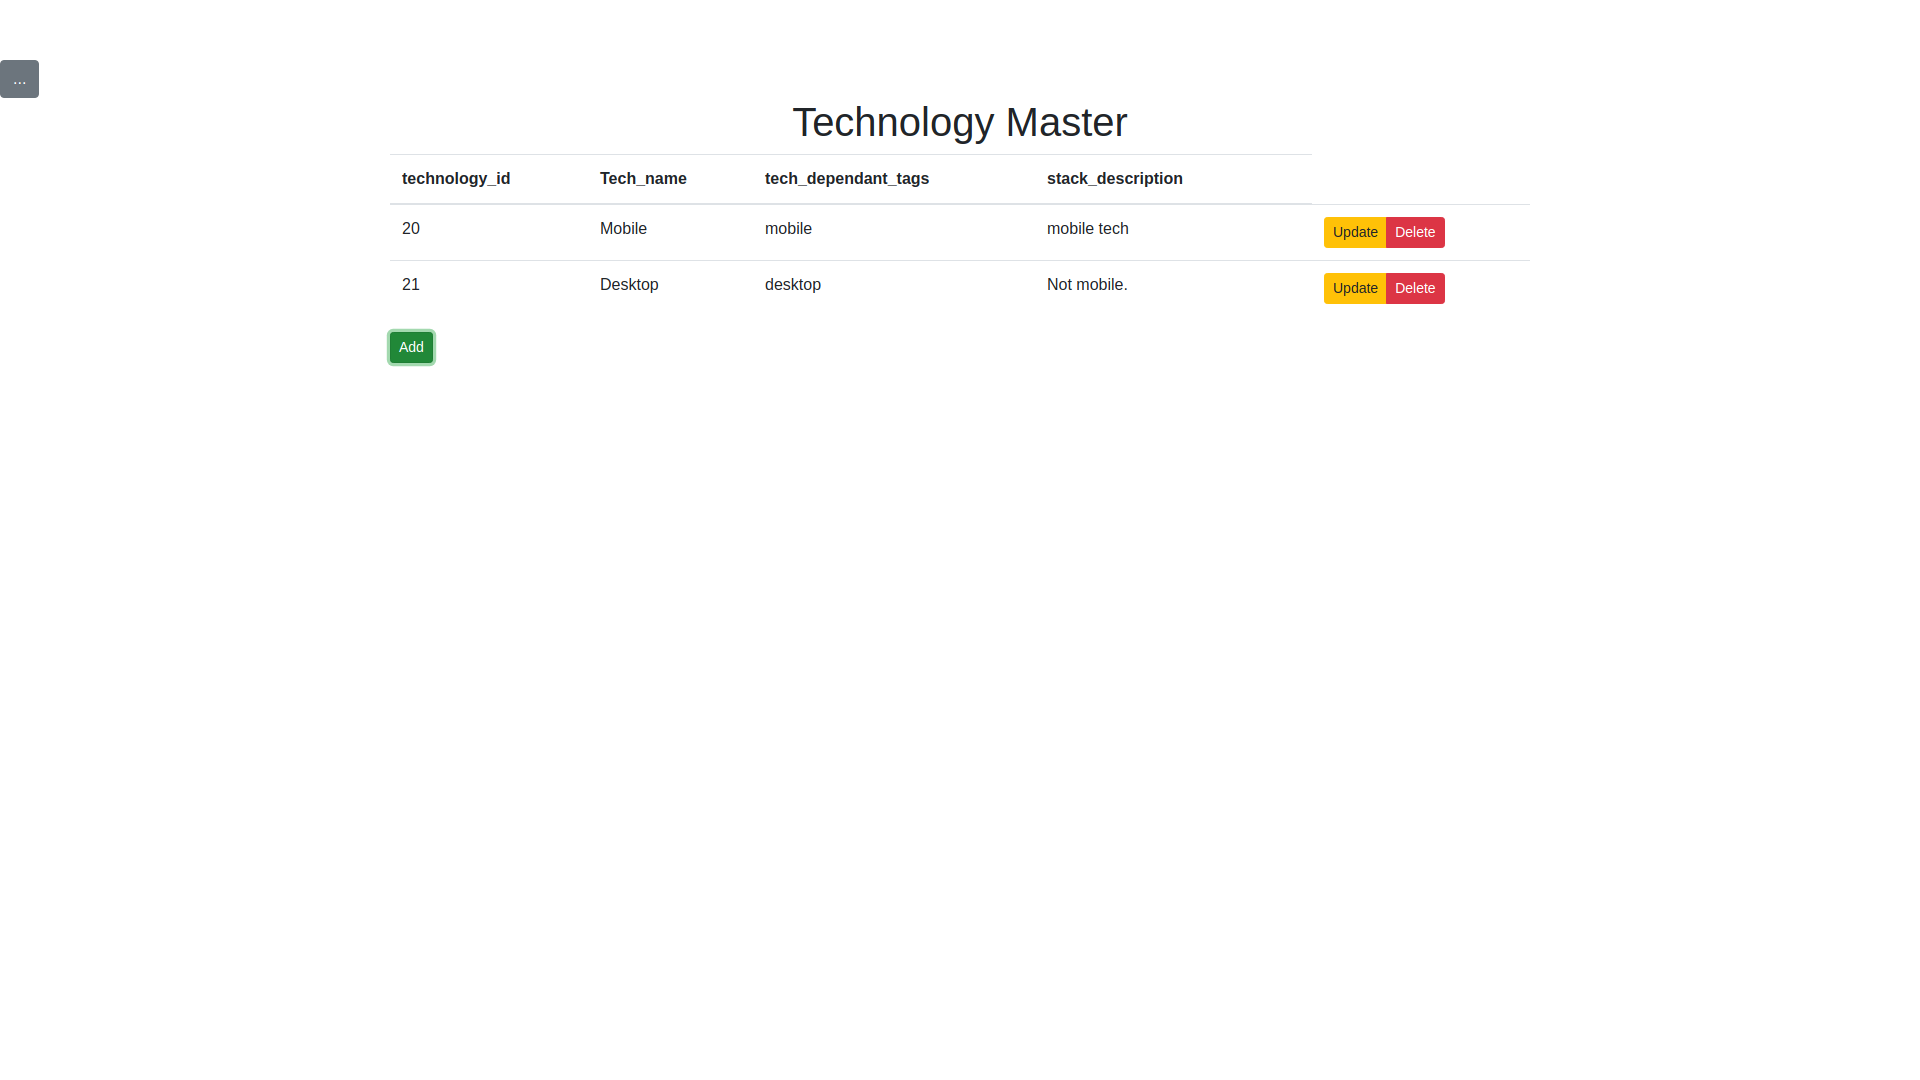 ...
Technology Master
technology_id Tech_name tech_dependant_tags stack_description
20 Mobile mobile mobile tech Update Delete
21 Desktop desktop Not mobile. Update Delete
Add